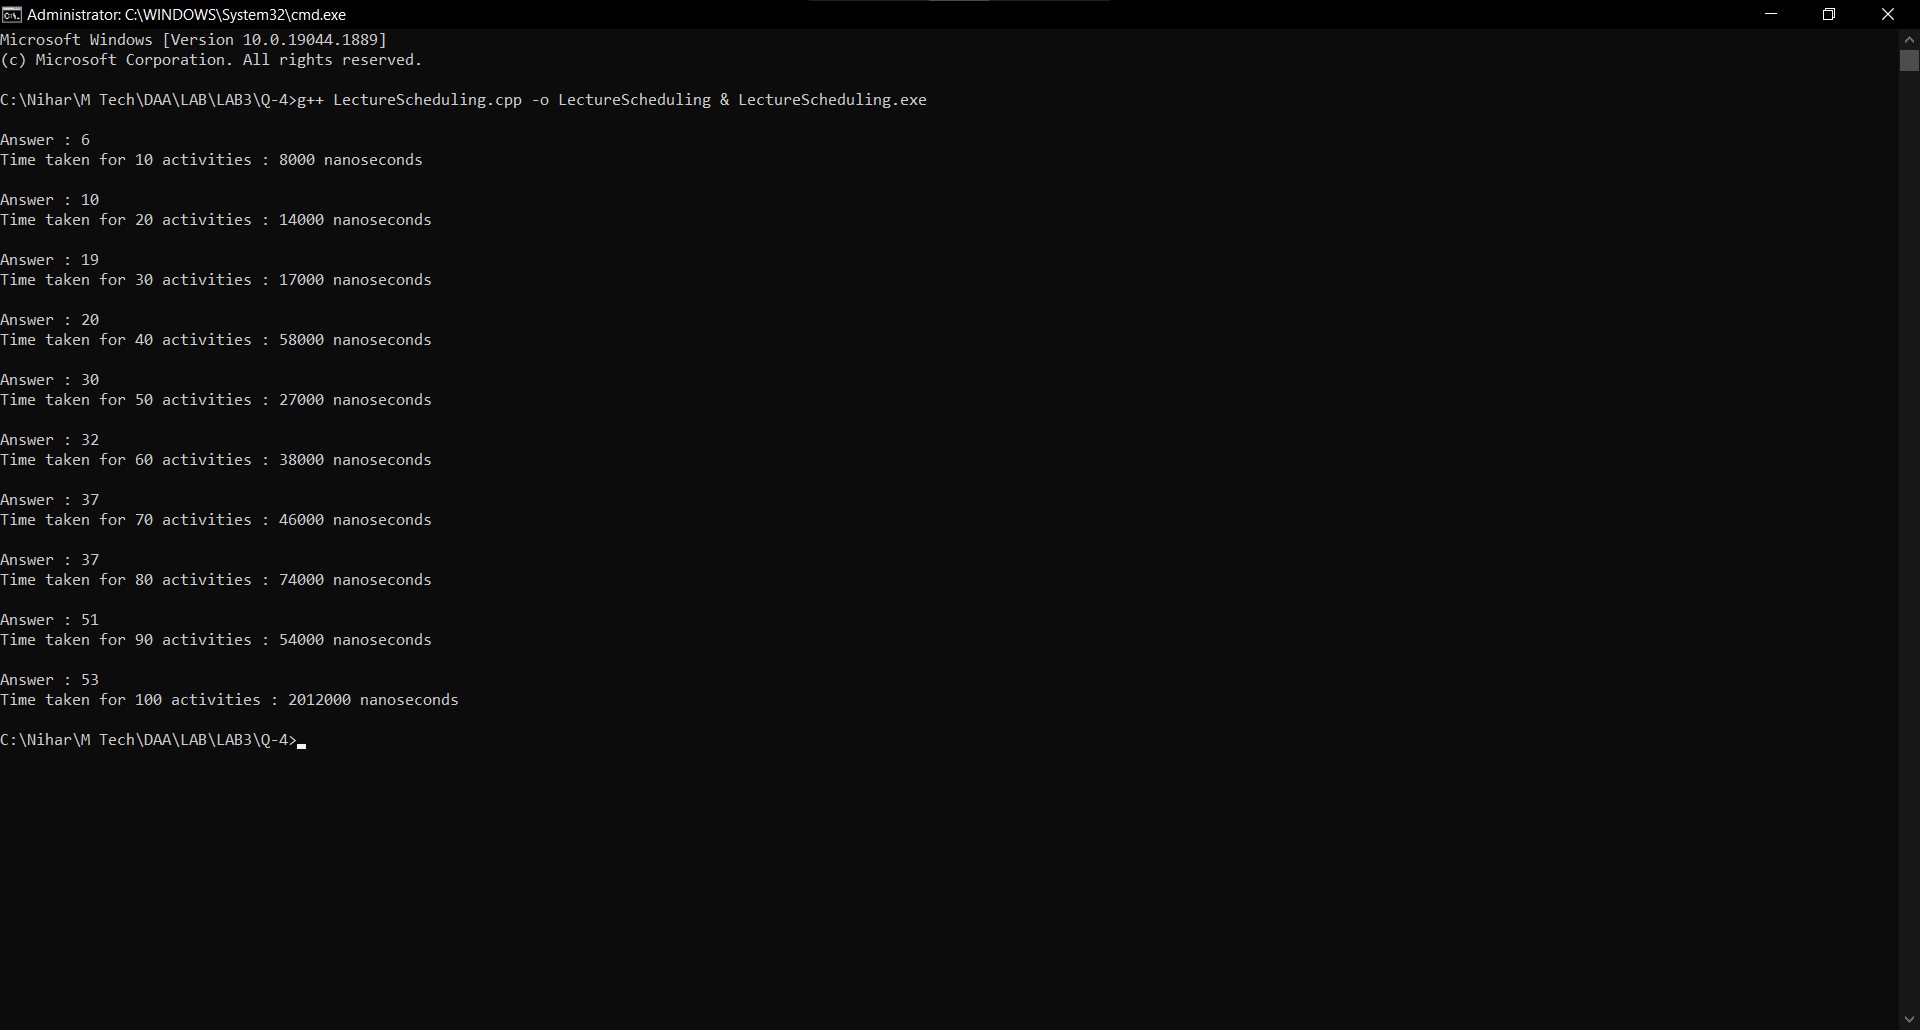 Administrator: C:\WINDOWS\System32\cmd.exe
Microsoft Windows [Version 10.0.19044.1889]
(c) Microsoft Corporation. All rights reserved.
C:\Nihar\M Tech\DAA\LAB\LAB3\Q-4>g++ LectureScheduling.cpp -o LectureScheduling & LectureScheduling.exe
Answer : 6
Time taken for 10 activities : 8000 nanoseconds
Answer : 10
Time taken for 20 activities : 14000 nanoseconds
Answer : 19
Time taken for 30 activities : 17000 nanoseconds
Answer : 20
Time taken for 40 activities : 58000 nanoseconds
Answer : 30
Time taken for 50 activities : 27000 nanoseconds
Answer : 32
Time taken for 60 activities : 38000 nanoseconds
Answer : 37
Time taken for 70 activities : 46000 nanoseconds
Answer : 37
Time taken for 80 activities : 74000 nanoseconds
Answer : 51
Time taken for 90 activities : 54000 nanoseconds
Answer : 53
Time taken for 100 activities : 2012000 nanoseconds
C:\Nihar\M Tech\DAA\LAB\LAB3\Q-4>